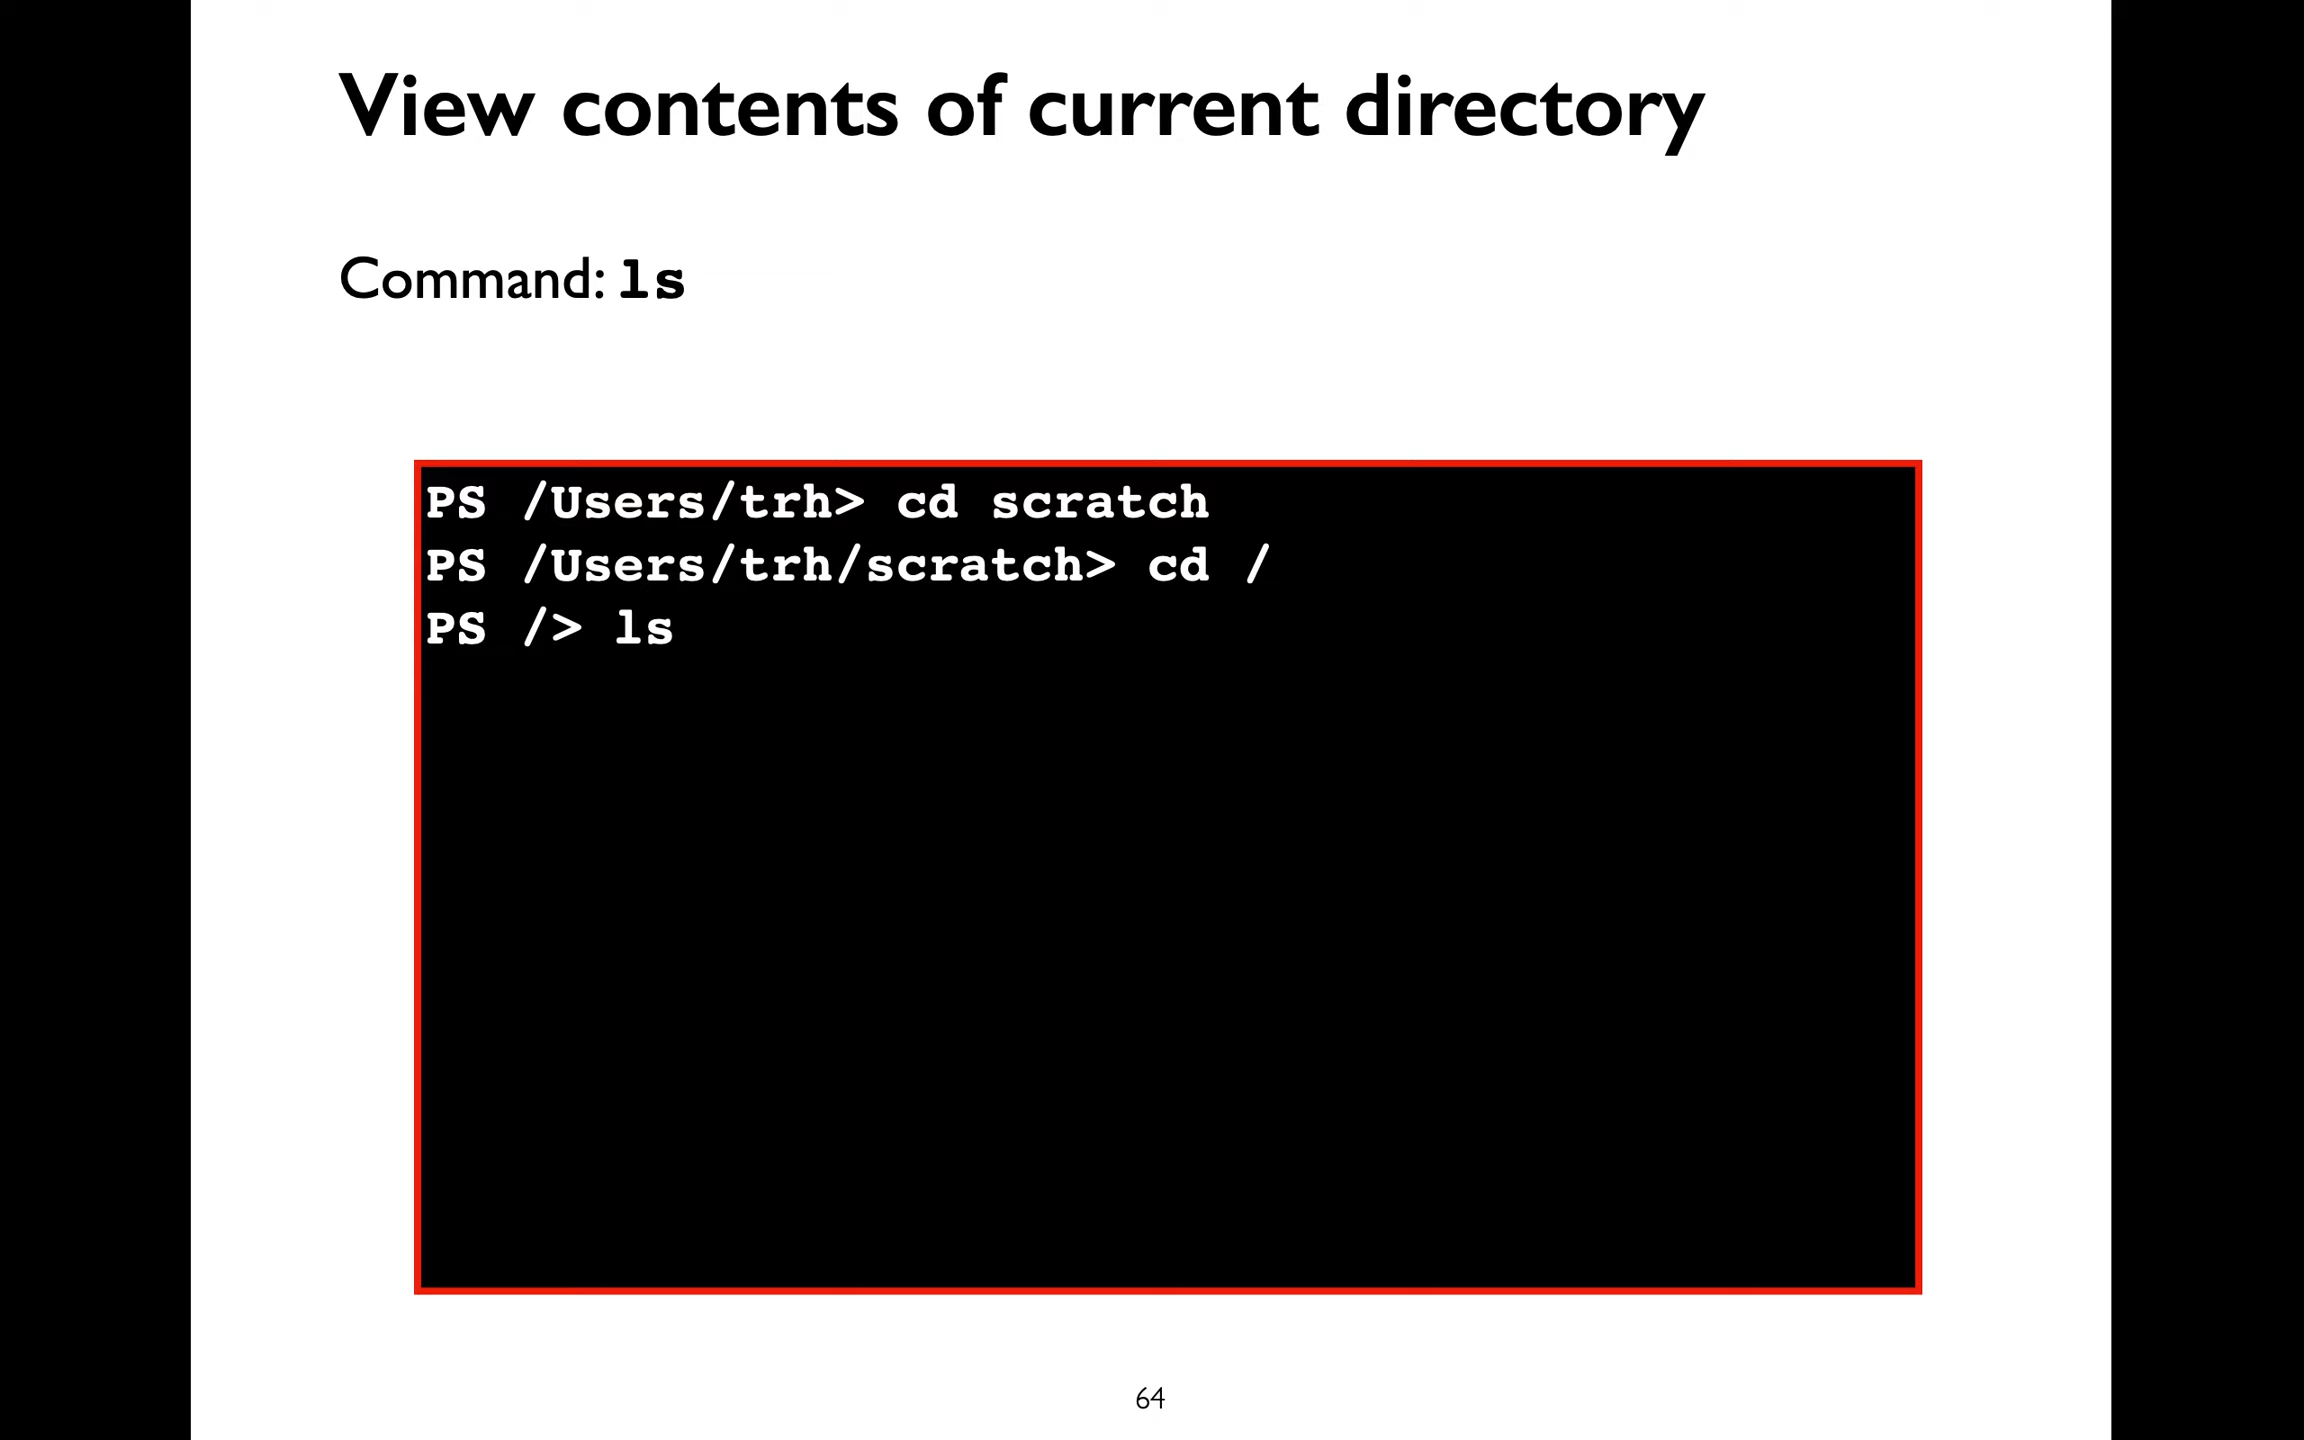 View contents of current directory
Command: ls
PS /Users/trh> cd scratch
PS /Users/trh/scratch> cd /
PS /> ls
64